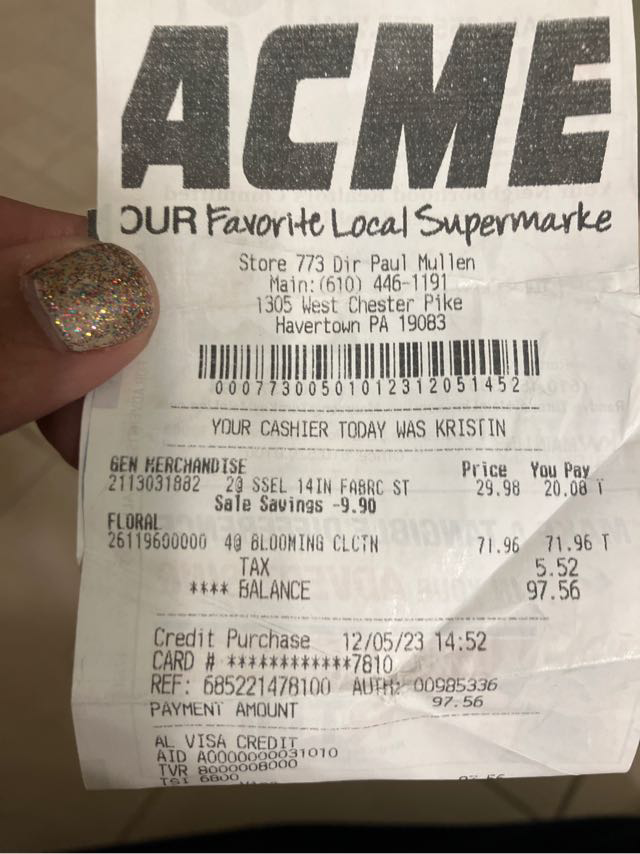 ACME
OUR Favorite Local Supermarke
Store 773 Dir Paul Mullen
Main:(610) 446-1191
1305 West Chester Pike
Havertown PA 19083
00077300501012312051452
YOUR CASHIER TODAY WAS KRISTIN
GEN MERCHANDISE Price You Pay
2113031882 2@ SSEL 14IN FABRC ST 29.98 20.08 T
Sale Savings -9.90
FLORAL
26119600000 4@ BLOOMING CLCTN 71.96 71.96 T
TAX 5.52
**** BALANCE 97.56
Credit Purchase 12/05/23 14:52
CARD # ************7810
REF: 685221478100 AUTH: 00985336
PAYMENT AMOUNT 97.56
AL VISA CREDIT
AID A0000000031010
TVR 8000008000
TSI 6800